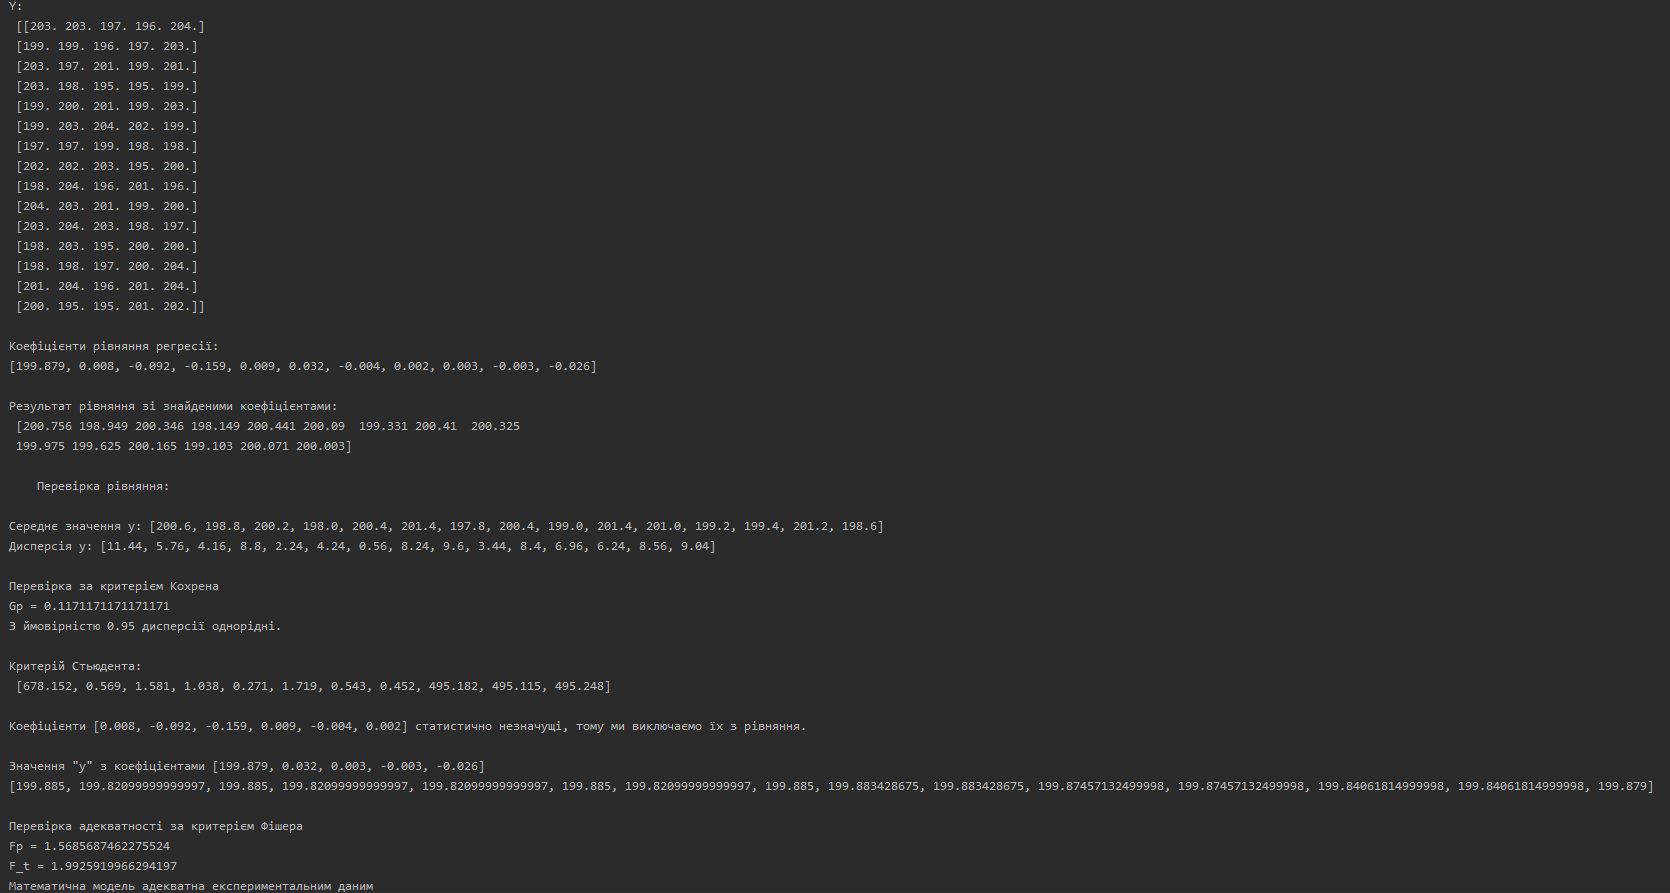 Y:
[[203. 203. 197. 196. 204.]
[199. 199. 196. 197. 203.]
[203. 197. 201. 199. 201.]
[203. 198. 195. 195. 199.]
[199. 200. 201. 199. 203.]
[199. 203. 204. 202. 199.]
[197. 197. 199. 198. 198.]
[202. 202. 203. 195. 200.]
[198. 204. 196. 201. 196.]
[204. 203. 201. 199. 200.]
[203. 204. 203. 198. 197.]
[198. 203. 195. 200. 200.]
[198. 198. 197. 200. 204.]
[201. 204. 196. 201. 204.]
[200. 195. 195. 201. 202.]]
Коефіцієнти рівняння регресії:
[199.879, 0.008, -0.092, -0.159, 0.009, 0.032, -0.004, 0.002, 0.003, -0.003, -0.026]
Результат рівняння зі знайденими коефіцієнтами:
[200.756 198.949 200.346 198.149 200.441 200.09  199.331 200.41  200.325
199.975 199.625 200.165 199.103 200.071 200.003]
Перевірка рівняння:
Середнє значення y: [200.6, 198.8, 200.2, 198.0, 200.4, 201.4, 197.8, 200.4, 199.0, 201.4, 201.0, 199.2, 199.4, 201.2, 198.6]
Дисперсія y: [11.44, 5.76, 4.16, 8.8, 2.24, 4.24, 0.56, 8.24, 9.6, 3.44, 8.4, 6.96, 6.24, 8.56, 9.04]
Перевірка за критерієм Кохрена
Gp = 0.1171171171171171
З ймовірністю 0.95 дисперсії однорідні.
Критерій Стьюдента:
[678.152, 0.569, 1.581, 1.038, 0.271, 1.719, 0.543, 0.452, 495.182, 495.115, 495.248]
Коефіцієнти [0.008, -0.092, -0.159, 0.009, -0.004, 0.002] статистично незначущі, тому ми виключаємо їх з рівняння.
Значення "y" з коефіцієнтами [199.879, 0.032, 0.003, -0.003, -0.026]
[199.885, 199.82099999999997, 199.885, 199.82099999999997, 199.82099999999997, 199.885, 199.82099999999997, 199.885, 199.883428675, 199.883428675, 199.87457132499998, 199.87457132499998, 199.84061814999998, 199.84061814999998, 199.879]
Перевірка адекватності за критерієм Фішера
Fp = 1.5685687462275524
F_t = 1.9925919966294197
Математична модель адекватна експериментальним даним